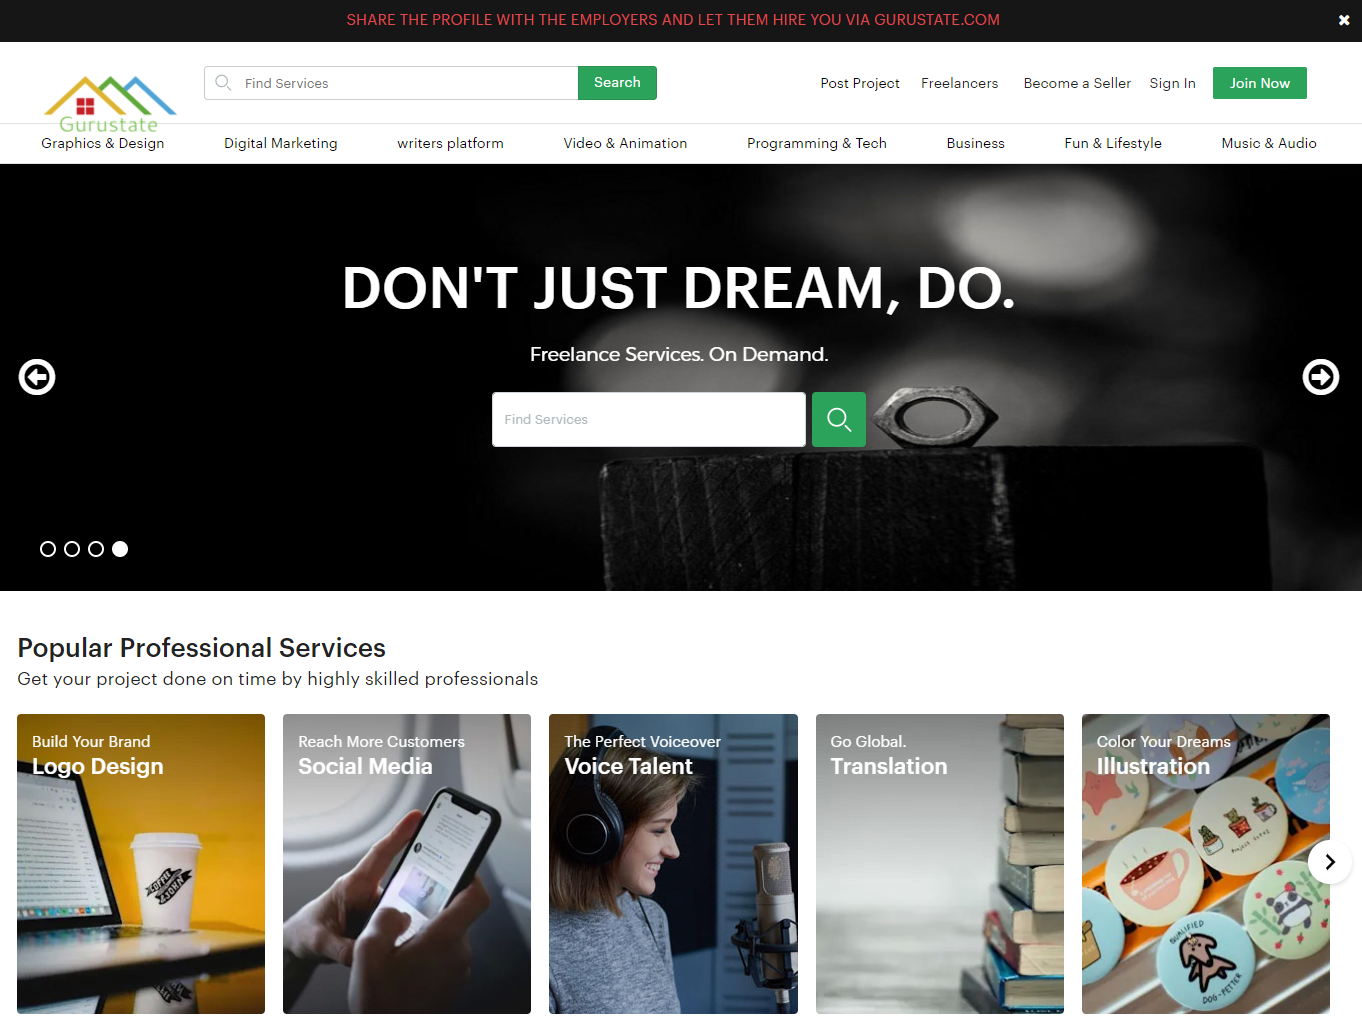 SHARE THE PROFILE WITH THE EMPLOYERS AND LET THEM HIRE YOU VIA GURUSTATE.COM
Gurustate
Find Services
Search
Post Project
Freelancers
Become a Seller
Sign In
Join Now
Graphics & Design
Digital Marketing
writers platform
Video & Animation
Programming & Tech
Business
Fun & Lifestyle
Music & Audio
DON'T JUST DREAM, DO.
Freelance Services. On Demand.
Find Services
Popular Professional Services
Get your project done on time by highly skilled professionals
Build Your Brand
Logo Design
Reach More Customers
Social Media
The Perfect Voiceover
Voice Talent
Go Global.
Translation
Color Your Dreams
Illustration
COFFEE
QUALIFIED
DOG-PETTER